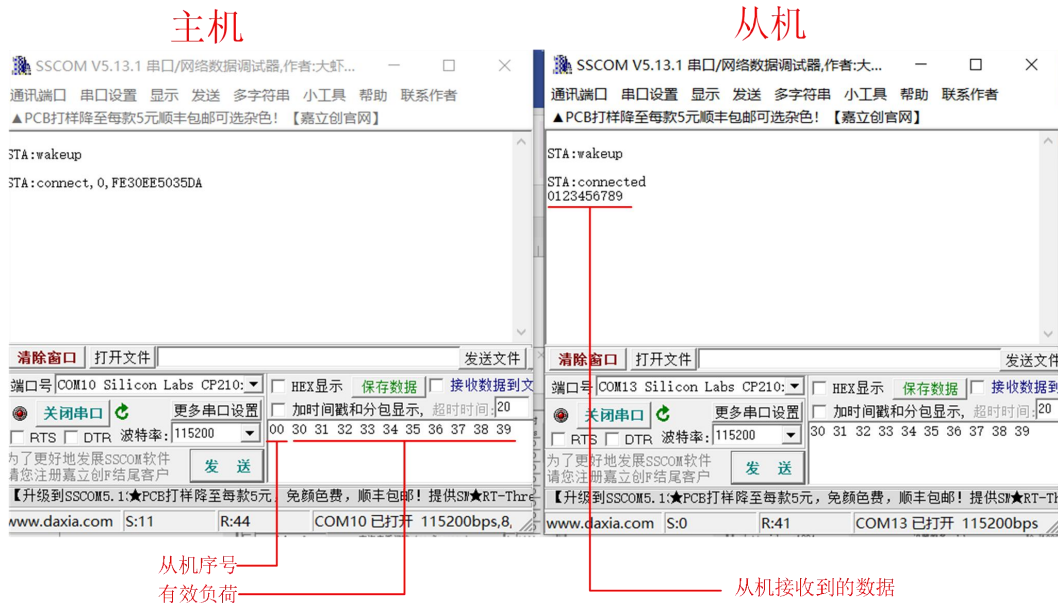 主机
从机
SSCOM V5.13.1 串口/网络数据调试器,作者:大虾...
通讯端口 串口设置 显示 发送 多字符串 小工具 帮助 联系作者
▲PCB打样降至每款5元顺丰包邮可选杂色！【嘉立创官网】
STA:wakeup
STA:connect,0,FE30EE5035DA
清除窗口 打开文件 发送文件
端口号 COM10 Silicon Labs CP210: HEX显示 保存数据 接收数据到文
关闭串口 更多串口设置 加时间戳和分包显示, 超时时间: 20
RTS DTR 波特率: 115200
00 30 31 32 33 34 35 36 37 38 39
为了更好地发展SSCOM软件
请您注册嘉立创F结尾客户
发 送
【升级到SSCOM5.13★PCB打样降至每款5元，免颜色费，顺丰包邮！提供SM★RT-Thre
www.daxia.com S:11 R:44 COM10 已打开 115200bps,8,
SSCOM V5.13.1 串口/网络数据调试器,作者:大...
通讯端口 串口设置 显示 发送 多字符串 小工具 帮助 联系作者
▲PCB打样降至每款5元顺丰包邮可选杂色！【嘉立创官网】
STA:wakeup
STA:connected
0123456789
清除窗口 打开文件 发送文件
端口号 COM13 Silicon Labs CP210: HEX显示 保存数据 接收数据到
关闭串口 更多串口设置 加时间戳和分包显示, 超时时间: 20
RTS DTR 波特率: 115200
30 31 32 33 34 35 36 37 38 39
为了更好地发展SSCOM软件
请您注册嘉立创F结尾客户
发 送
【升级到SSCOM5.13★PCB打样降至每款5元，免颜色费，顺丰包邮！提供SM★RT-Th
www.daxia.com S:0 R:41 COM13 已打开 115200bps
从机序号
有效负荷
从机接收到的数据